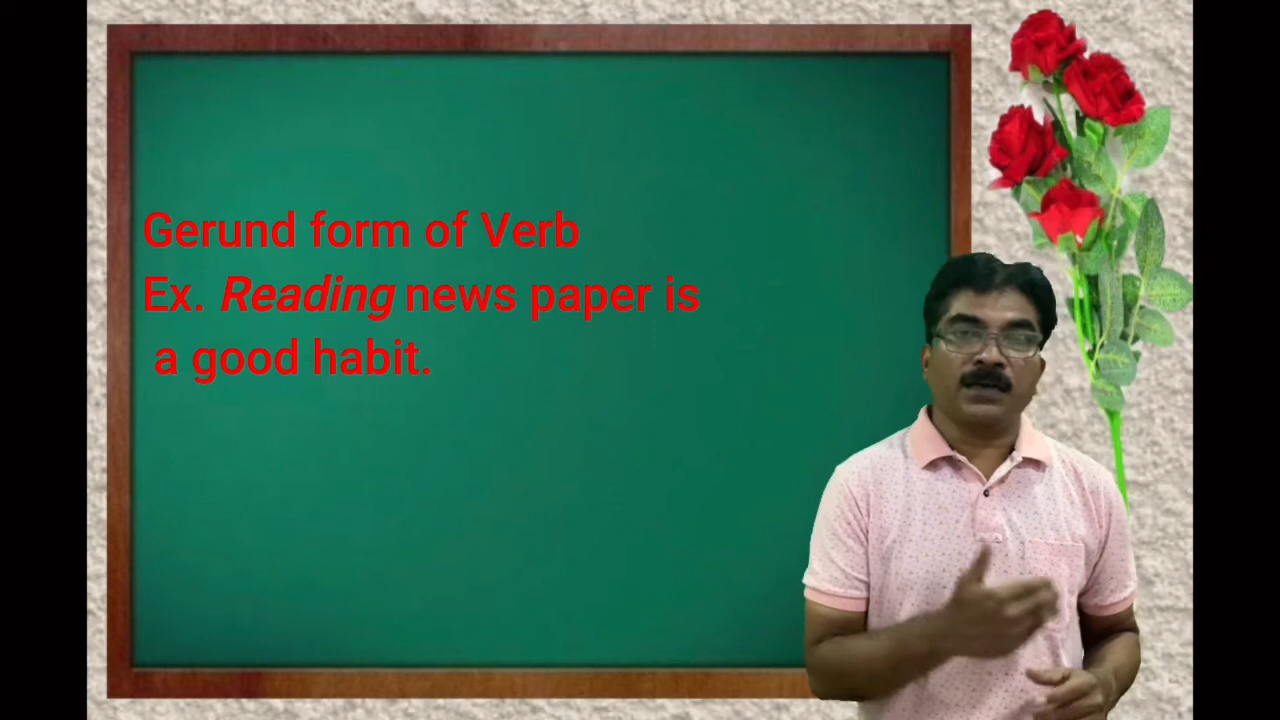 Gerund form of Verb
Ex. Reading news paper is
a good habit.